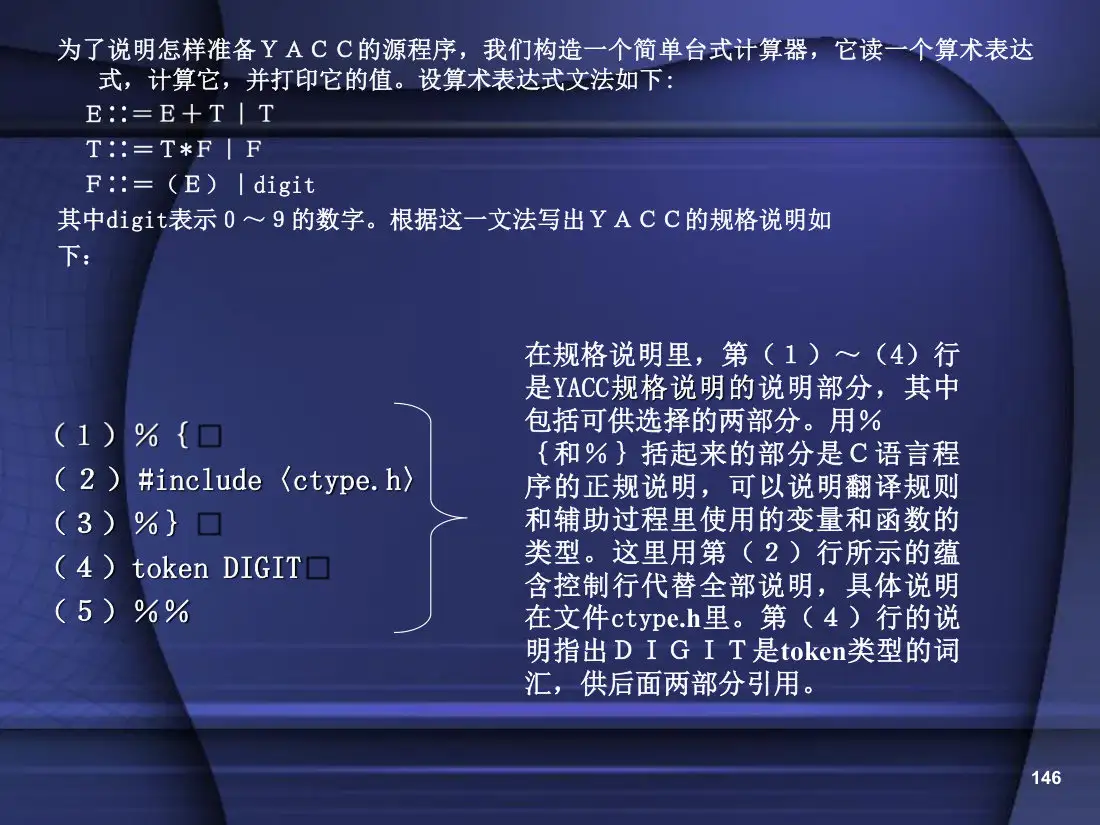 为了说明怎样准备ＹＡＣＣ的源程序，我们构造一个简单台式计算器，它读一个算术表达
式，计算它，并打印它的值。设算术表达式文法如下：
Ｅ∷＝Ｅ＋Ｔ｜Ｔ
Ｔ∷＝Ｔ*Ｆ｜Ｆ
Ｆ∷＝（Ｅ）｜digit
其中digit表示０～９的数字。根据这一文法写出ＹＡＣＣ的规格说明如
下：
在规格说明里，第（１）～（4）行
是YACC规格说明的说明部分，其中
包括可供选择的两部分。用％
｛和％｝括起来的部分是Ｃ语言程
序的正规说明，可以说明翻译规则
和辅助过程里使用的变量和函数的
类型。这里用第（２）行所示的蕴
含控制行代替全部说明，具体说明
在文件ctype.h里。第（４）行的说
明指出ＤＩＧＩＴ是token类型的词
汇，供后面两部分引用。
（１）％｛□
（２）#include〈ctype.h〉
（３）％｝□
（４）token DIGIT□
（５）％％
146